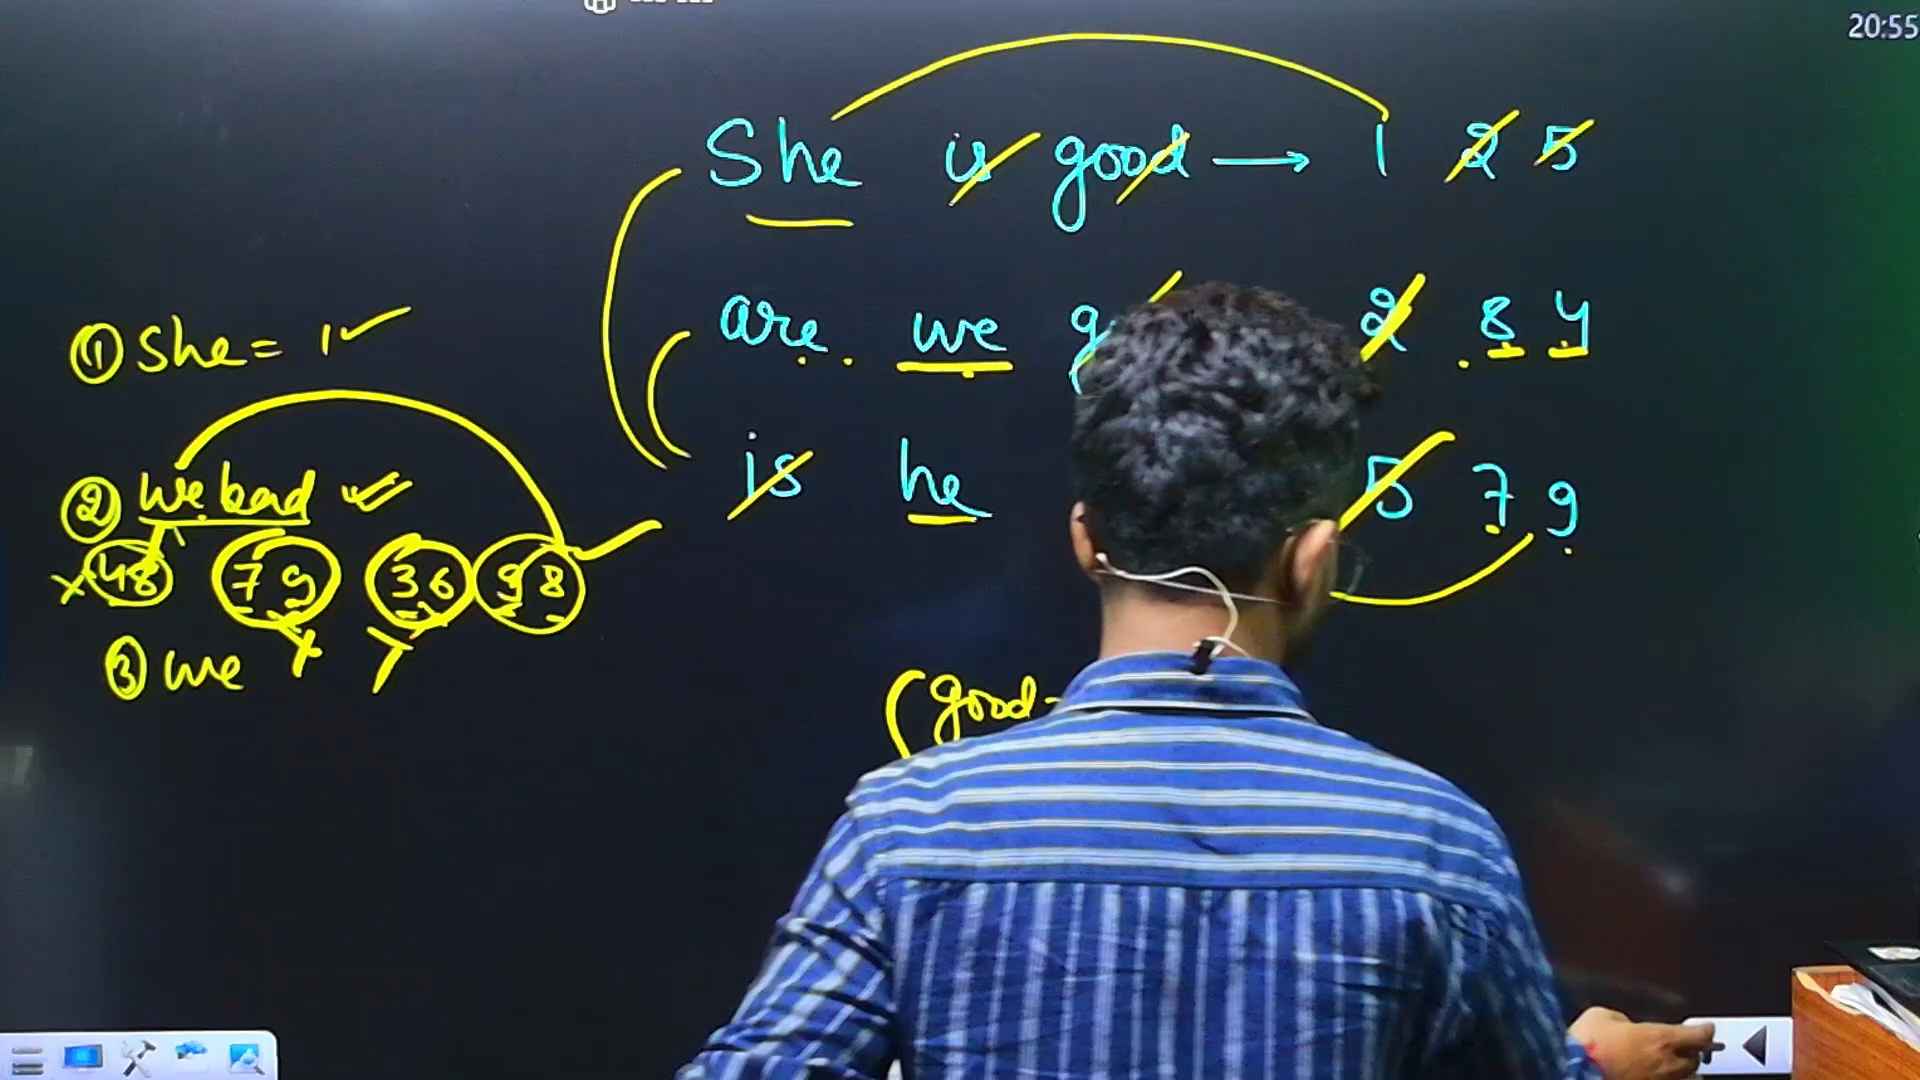 20:55
She is good → 1 2 5
are we g 2 8 4
is he 5 7 9
① She = 1 ✓
② we bad ✓
× 48 79 36 98 ✓
③ we
(good -